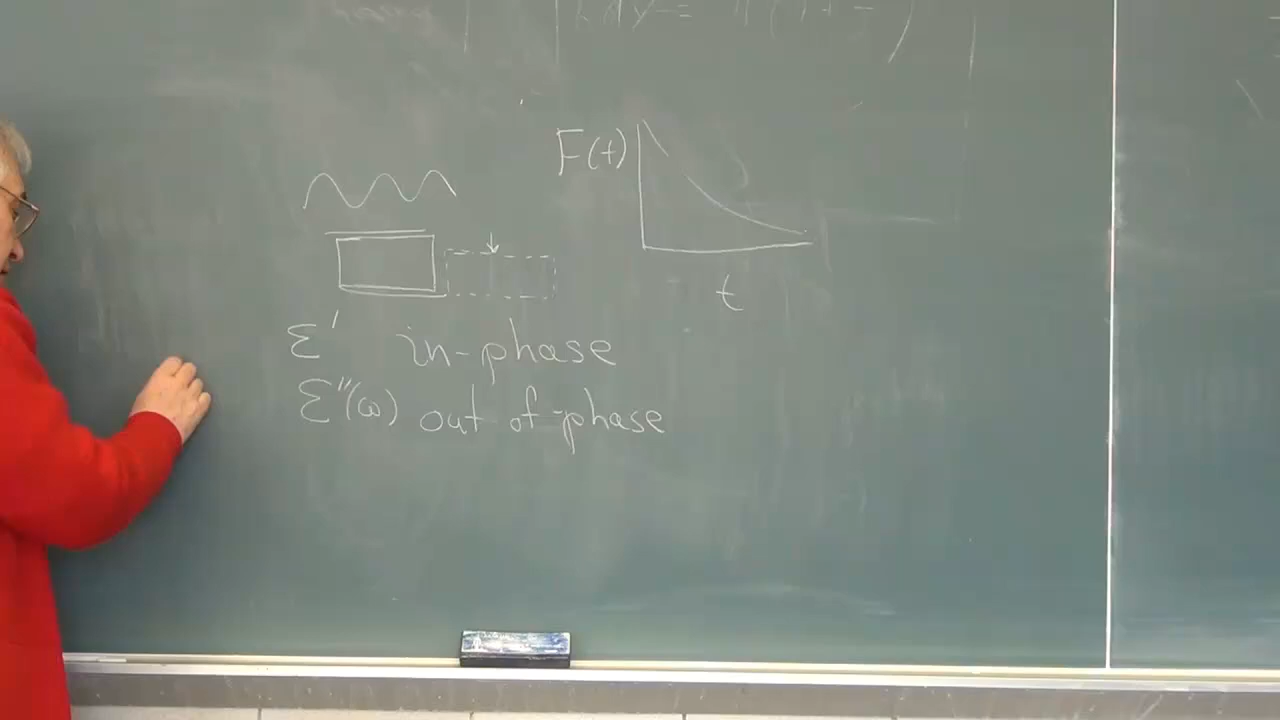 F(t)
t
ε′ in-phase
ε″(ω) out-of-phase